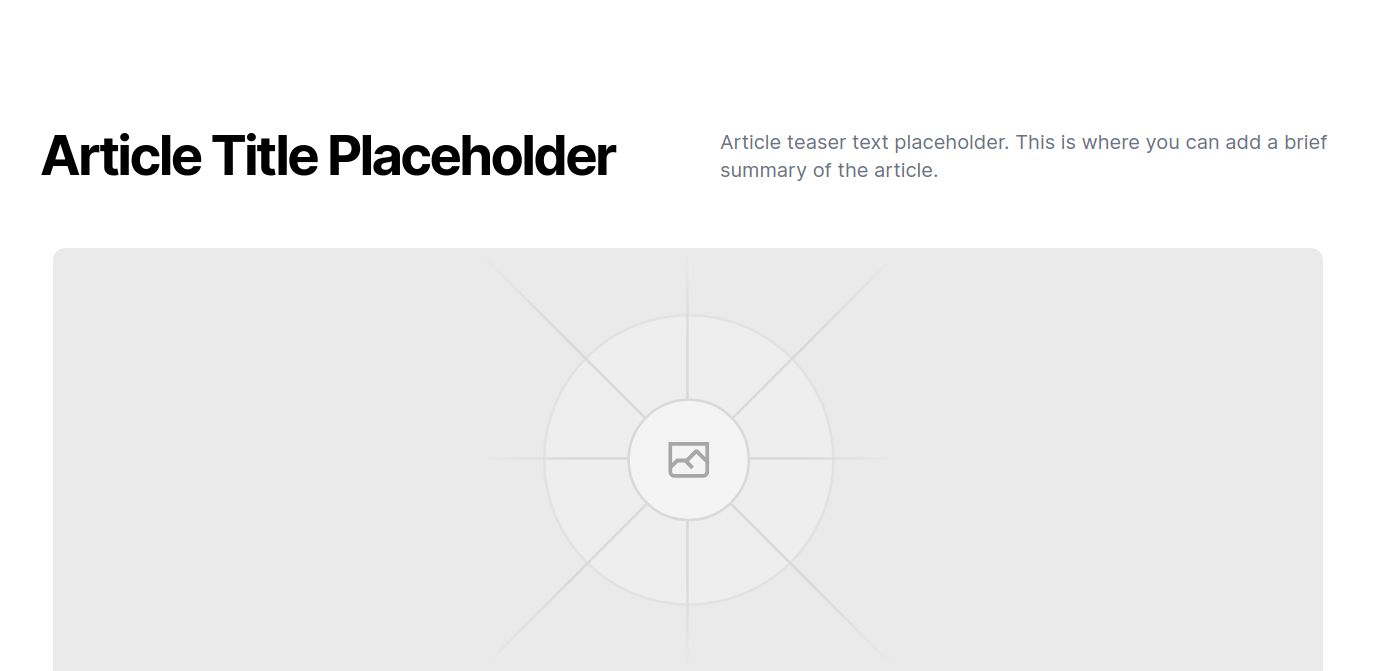 Article Title Placeholder
Article teaser text placeholder. This is where you can add a brief
summary of the article.